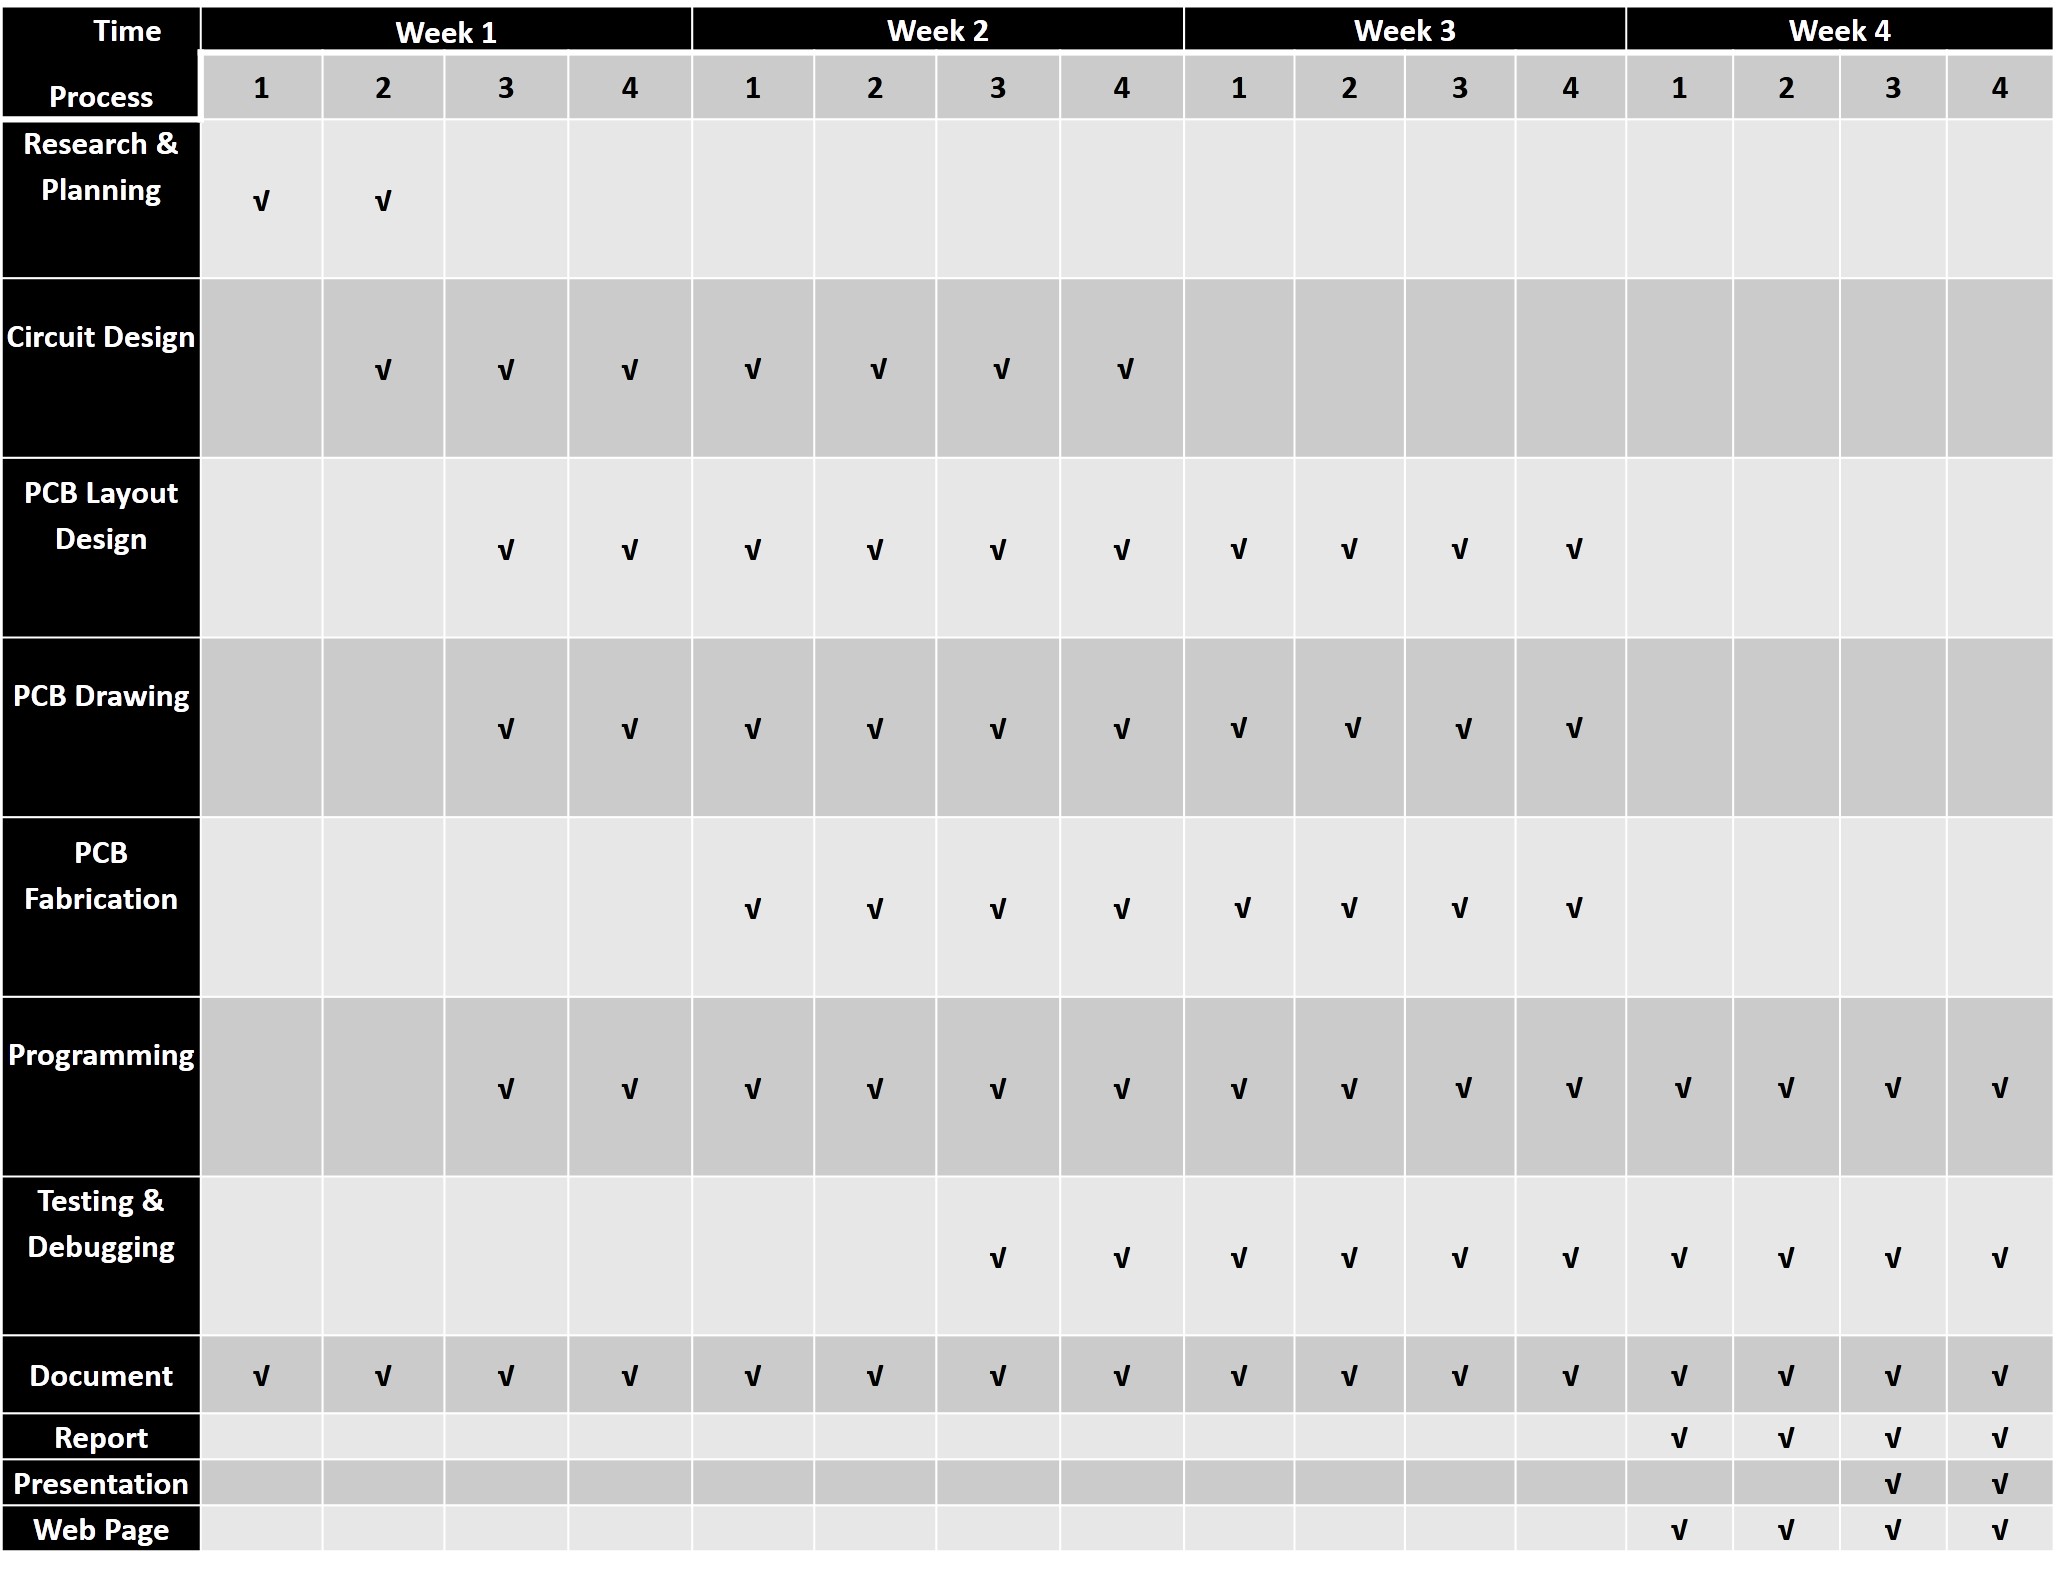 Time Week 1 Week 2 Week 3 Week 4
Process 1 2 3 4 1 2 3 4 1 2 3 4 1 2 3 4
Research &
Planning
√ √
Circuit Design
√ √ √ √ √ √ √
PCB Layout
Design
√ √ √ √ √ √ √ √ √ √
PCB Drawing
√ √ √ √ √ √ √ √ √ √
PCB
Fabrication
√ √ √ √ √ √ √ √
Programming
√ √ √ √ √ √ √ √ √ √ √ √ √ √
Testing &
Debugging
√ √ √ √ √ √ √ √ √ √
Document √ √ √ √ √ √ √ √ √ √ √ √ √ √ √ √
Report √ √ √ √
Presentation √ √
Web Page √ √ √ √